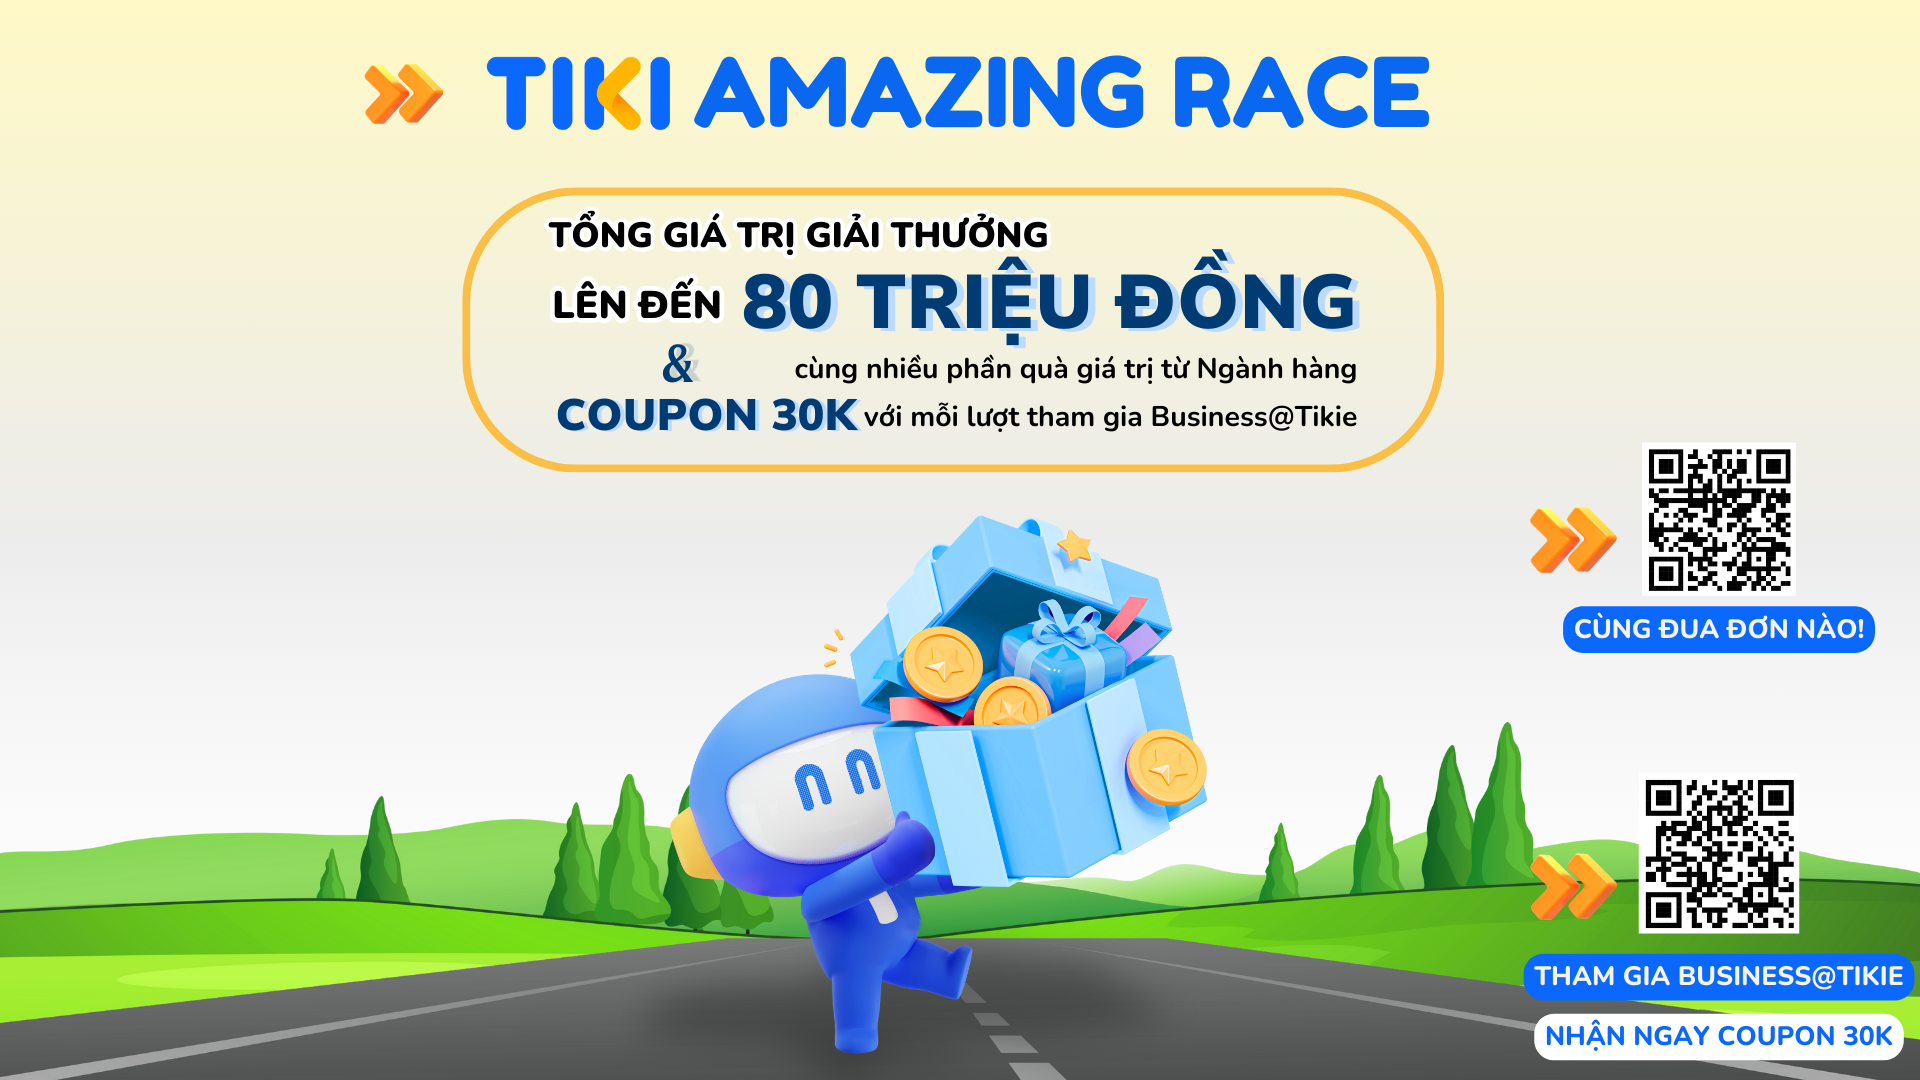 TIKI AMAZING RACE
TỔNG GIÁ TRỊ GIẢI THƯỞNG
LÊN ĐẾN 80 TRIỆU ĐỒNG
& cùng nhiều phần quà giá trị từ Ngành hàng
COUPON 30K với mỗi lượt tham gia Business@Tikie
CÙNG ĐUA ĐƠN NÀO!
THAM GIA BUSINESS@TIKIE
NHẬN NGAY COUPON 30K